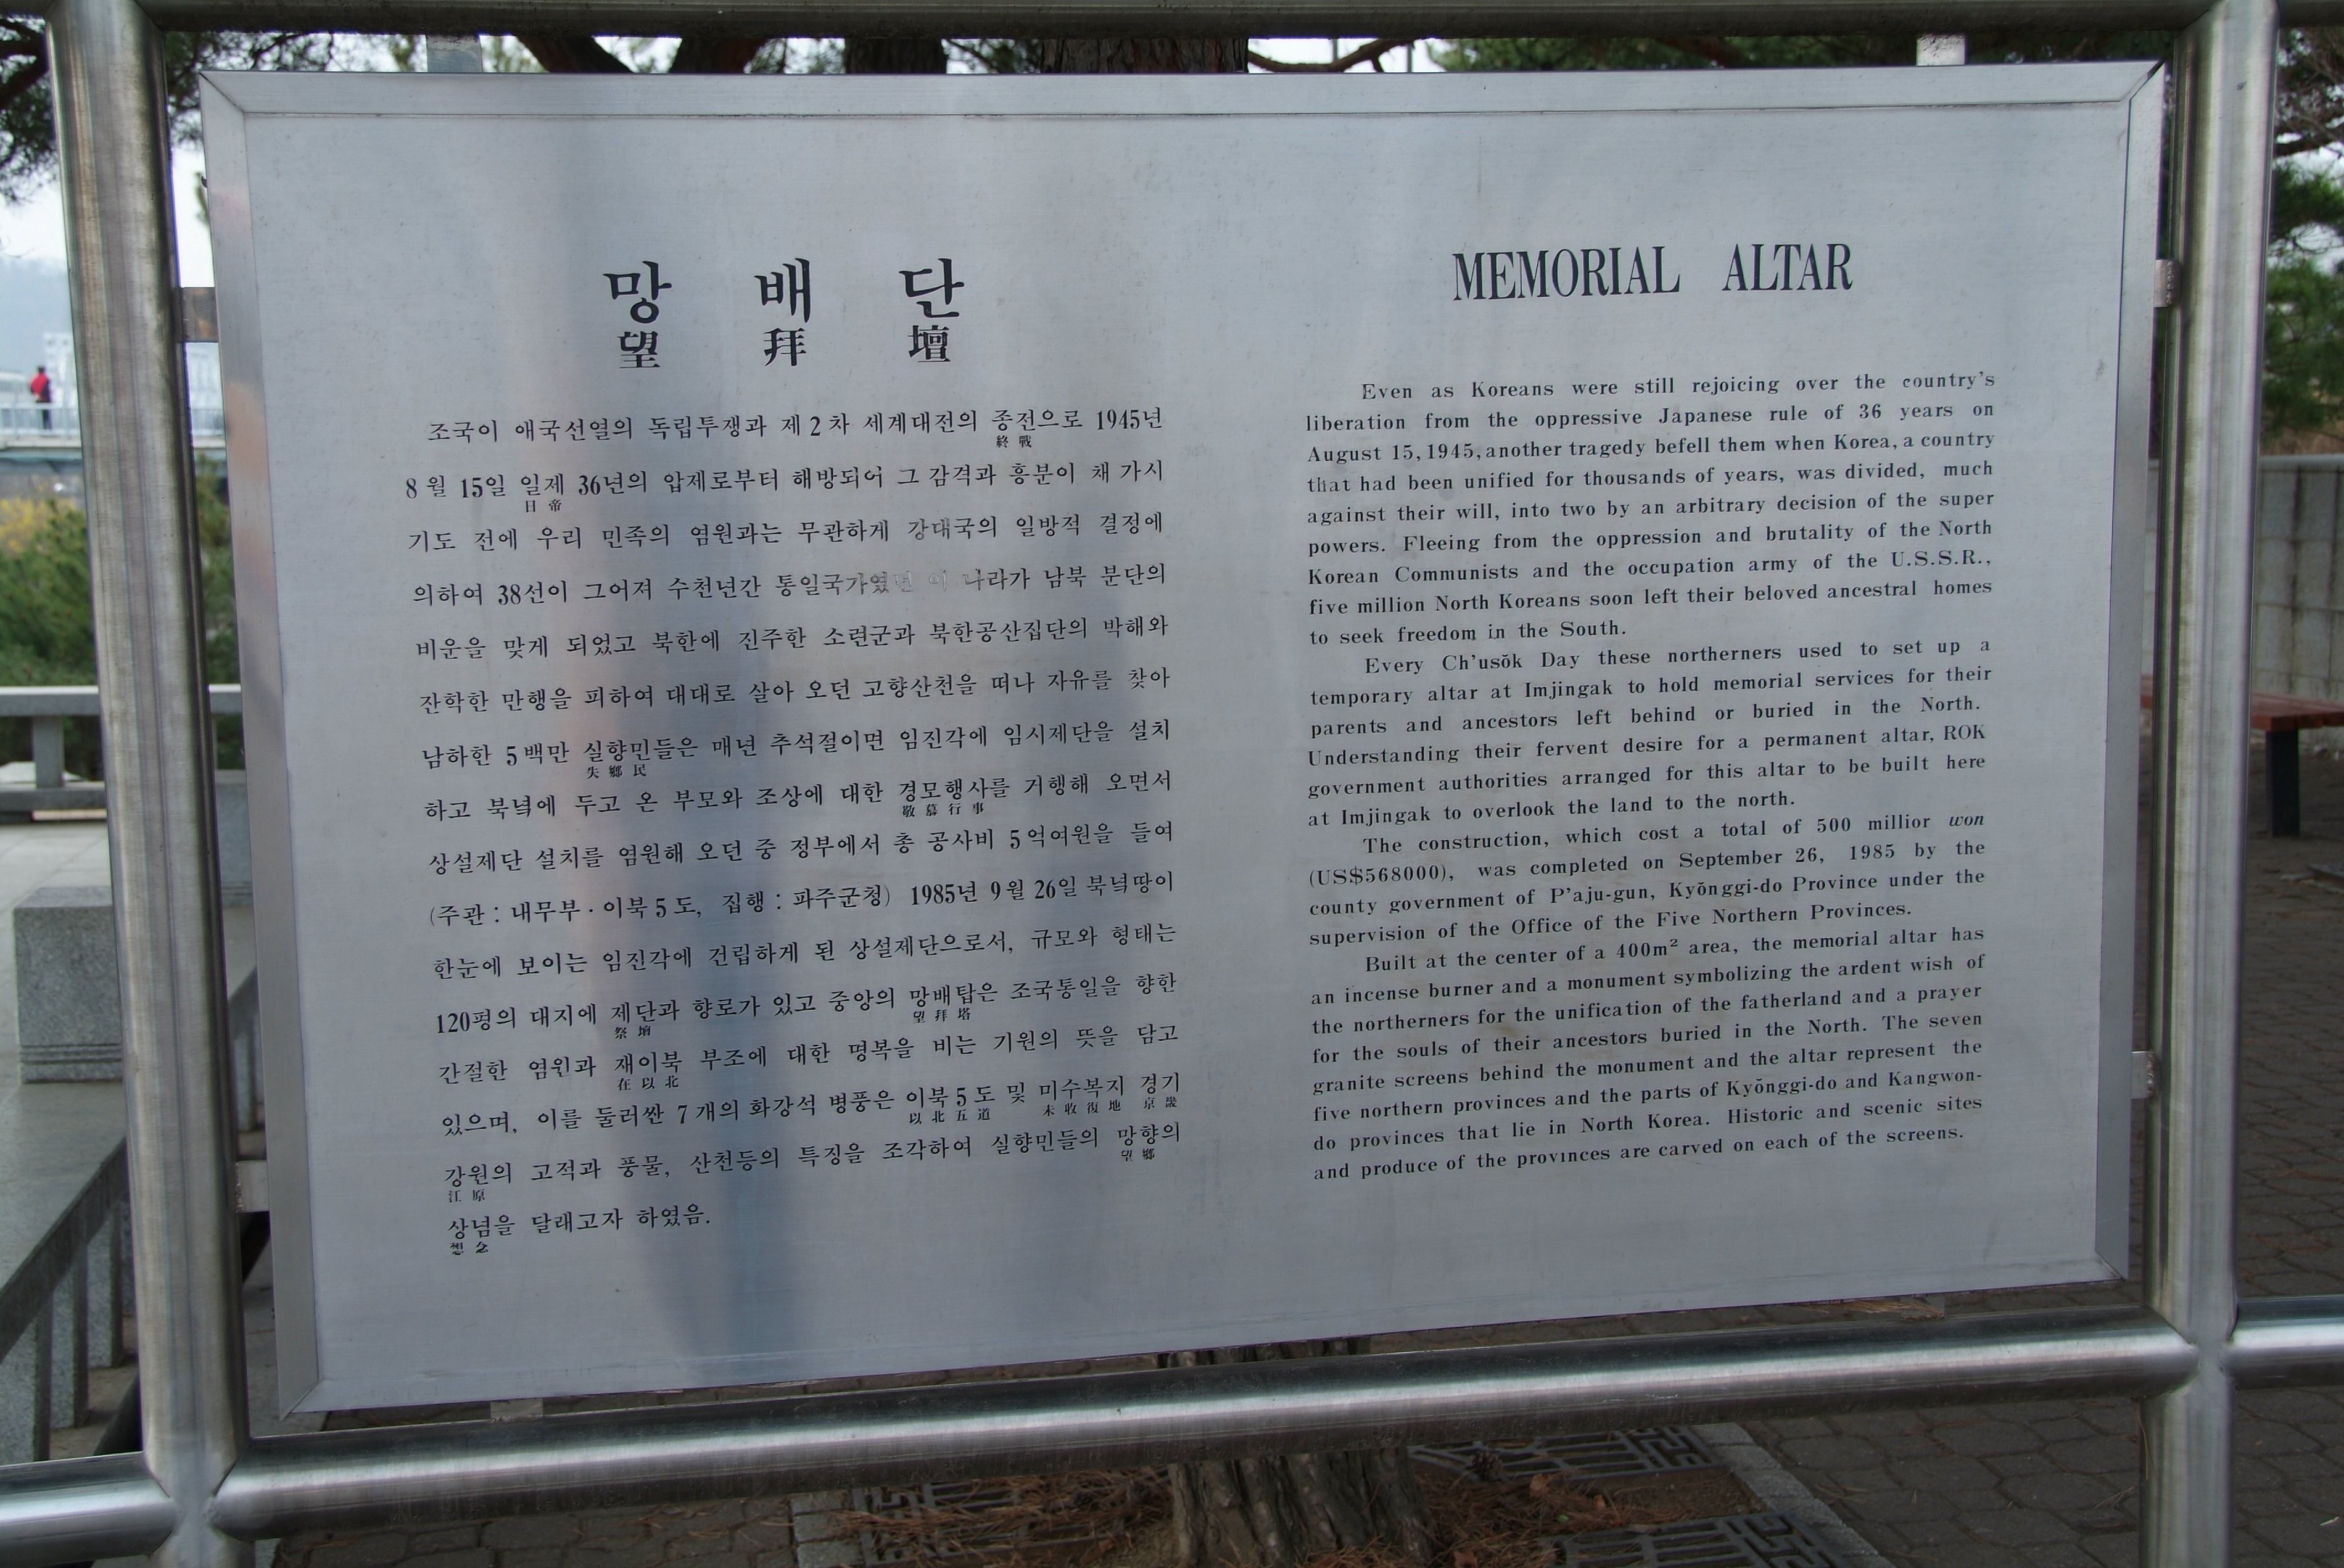 망 배 단
望 拜 壇
조국이 애국선열의 독립투쟁과 제2차 세계대전의 종전으로 1945년
終戰
8월 15일 일제 36년의 압제로부터 해방되어 그 감격과 흥분이 채 가시
日帝
기도 전에 우리 민족의 염원과는 무관하게 강대국의 일방적 결정에
의하여 38선이 그어져 수천년간 통일국가였던 이 나라가 남북 분단의
비운을 맞게 되었고 북한에 진주한 소련군과 북한공산집단의 박해와
잔학한 만행을 피하여 대대로 살아 오던 고향산천을 떠나 자유를 찾아
남하한 5백만 실향민들은 매년 추석절이면 임진각에 임시제단을 설치
失鄕民
하고 북녘에 두고 온 부모와 조상에 대한 경모행사를 거행해 오면서
敬慕行事
상설제단 설치를 염원해 오던 중 정부에서 총 공사비 5억여원을 들여
(주관 : 내무부·이북5도, 집행 : 파주군청) 1985년 9월 26일 북녘땅이
한눈에 보이는 임진각에 건립하게 된 상설제단으로서, 규모와 형태는
120평의 대지에 제단과 향로가 있고 중앙의 망배탑은 조국통일을 향한
祭壇 望拜塔
간절한 염원과 재이북 부조에 대한 명복을 비는 기원의 뜻을 담고
在以北
있으며, 이를 둘러싼 7개의 화강석 병풍은 이북5도 및 미수복지 경기
以北五道 未收復地 京畿
강원의 고적과 풍물, 산천등의 특징을 조각하여 실향민들의 망향의
江原 望鄕
상념을 달래고자 하였음.
想念
MEMORIAL ALTAR
Even as Koreans were still rejoicing over the country's
liberation from the oppressive Japanese rule of 36 years on
August 15, 1945, another tragedy befell them when Korea, a country
that had been unified for thousands of years, was divided, much
against their will, into two by an arbitrary decision of the super
powers. Fleeing from the oppression and brutality of the North
Korean Communists and the occupation army of the U.S.S.R.,
five million North Koreans soon left their beloved ancestral homes
to seek freedom in the South.
Every Ch'usŏk Day these northerners used to set up a
temporary altar at Imjingak to hold memorial services for their
parents and ancestors left behind or buried in the North.
Understanding their fervent desire for a permanent altar, ROK
government authorities arranged for this altar to be built here
at Imjingak to overlook the land to the north.
The construction, which cost a total of 500 millior won
(US$568000), was completed on September 26, 1985 by the
county government of P'aju-gun, Kyŏnggi-do Province under the
supervision of the Office of the Five Northern Provinces.
Built at the center of a 400m² area, the memorial altar has
an incense burner and a monument symbolizing the ardent wish of
the northerners for the unification of the fatherland and a prayer
for the souls of their ancestors buried in the North. The seven
granite screens behind the monument and the altar represent the
five northern provinces and the parts of Kyŏnggi-do and Kangwon-
do provinces that lie in North Korea. Historic and scenic sites
and produce of the provinces are carved on each of the screens.